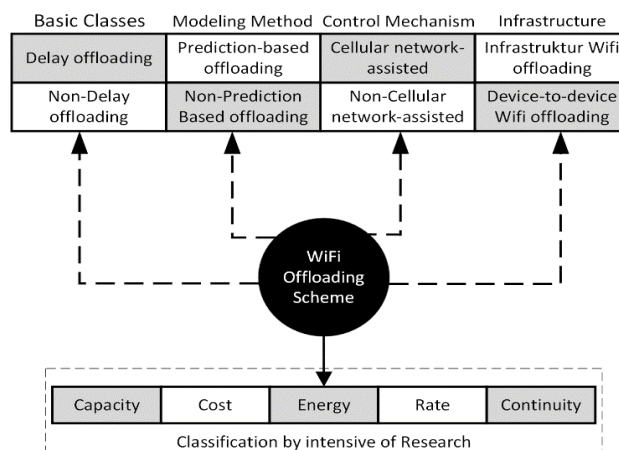 Basic Classes Modeling Method Control Mechanism Infrastructure
Delay offloading
Prediction-based
offloading
Cellular network-
assisted
Infrastruktur Wifi
offloading
Non-Delay
offloading
Non-Prediction
Based offloading
Non-Cellular
network-assisted
Device-to-device
Wifi offloading
WiFi
Offloading
Scheme
Capacity Cost Energy Rate Continuity
Classification by intensive of Research